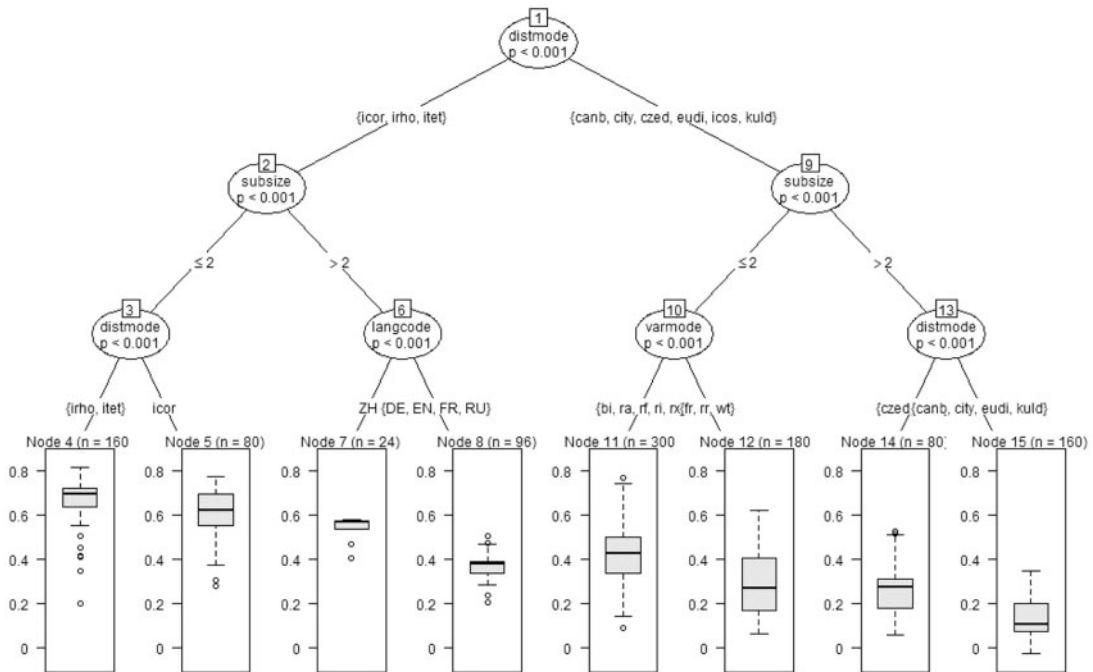 1
distmode
p < 0.001
{icor, irho, itet}
{canb, city, czed, eudi, icos, kuld}
2
subsize
p < 0.001
9
subsize
p < 0.001
≤ 2
> 2
≤ 2
> 2
3
distmode
p < 0.001
6
langcode
p < 0.001
10
varmode
p < 0.001
13
distmode
p < 0.001
{irho, itet}
icor
ZH
{DE, EN, FR, RU}
{bi, ra, rf, ri, rx
{fr, rr, wt}
{czed
{canb, city, eudi, kuld}
Node 4 (n = 160
Node 5 (n = 80)
Node 7 (n = 24)
Node 8 (n = 96)
Node 11 (n = 300
Node 12 (n = 180
Node 14 (n = 80)
Node 15 (n = 160)
0.8 0.8 0.8 0.8 0.8 0.8 0.8 0.8
0.6 0.6 0.6 0.6 0.6 0.6 0.6 0.6
0.4 0.4 0.4 0.4 0.4 0.4 0.4 0.4
0.2 0.2 0.2 0.2 0.2 0.2 0.2 0.2
0 0 0 0 0 0 0 0